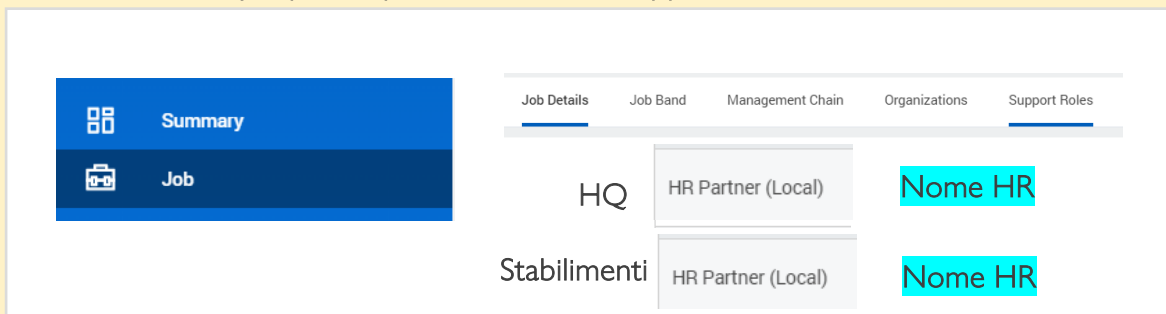 Summary
Job
Job Details Job Band Management Chain Organizations Support Roles
HQ HR Partner (Local) Nome HR
Stabilimenti HR Partner (Local) Nome HR